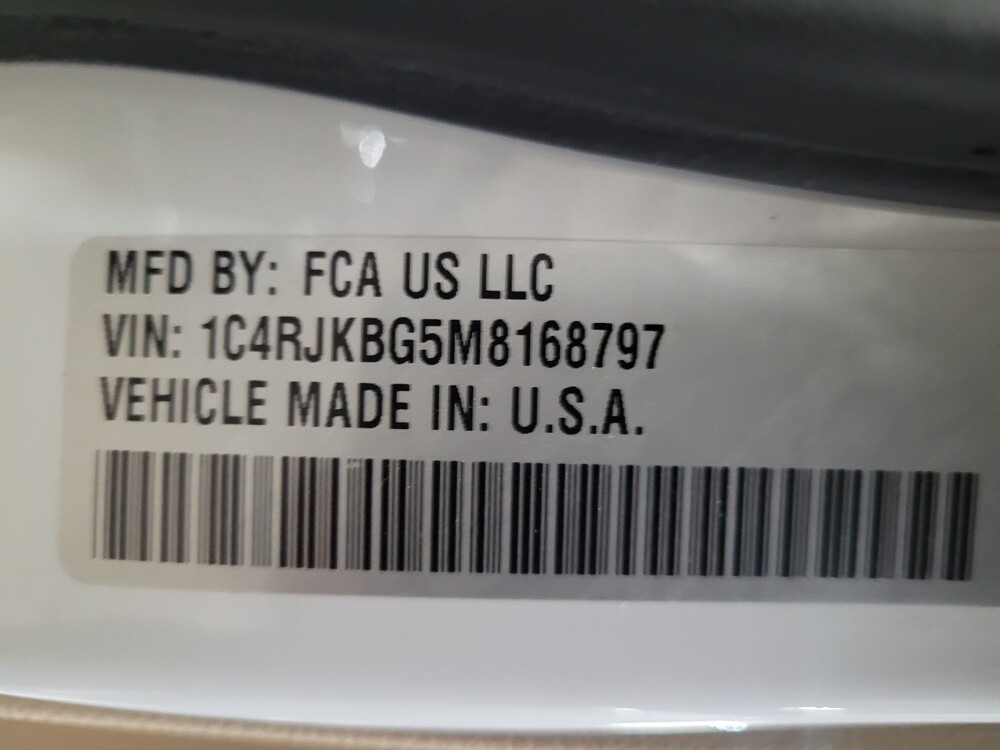 MFD BY: FCA US LLC
VIN: 1C4RJKBG5M8168797
VEHICLE MADE IN: U.S.A.